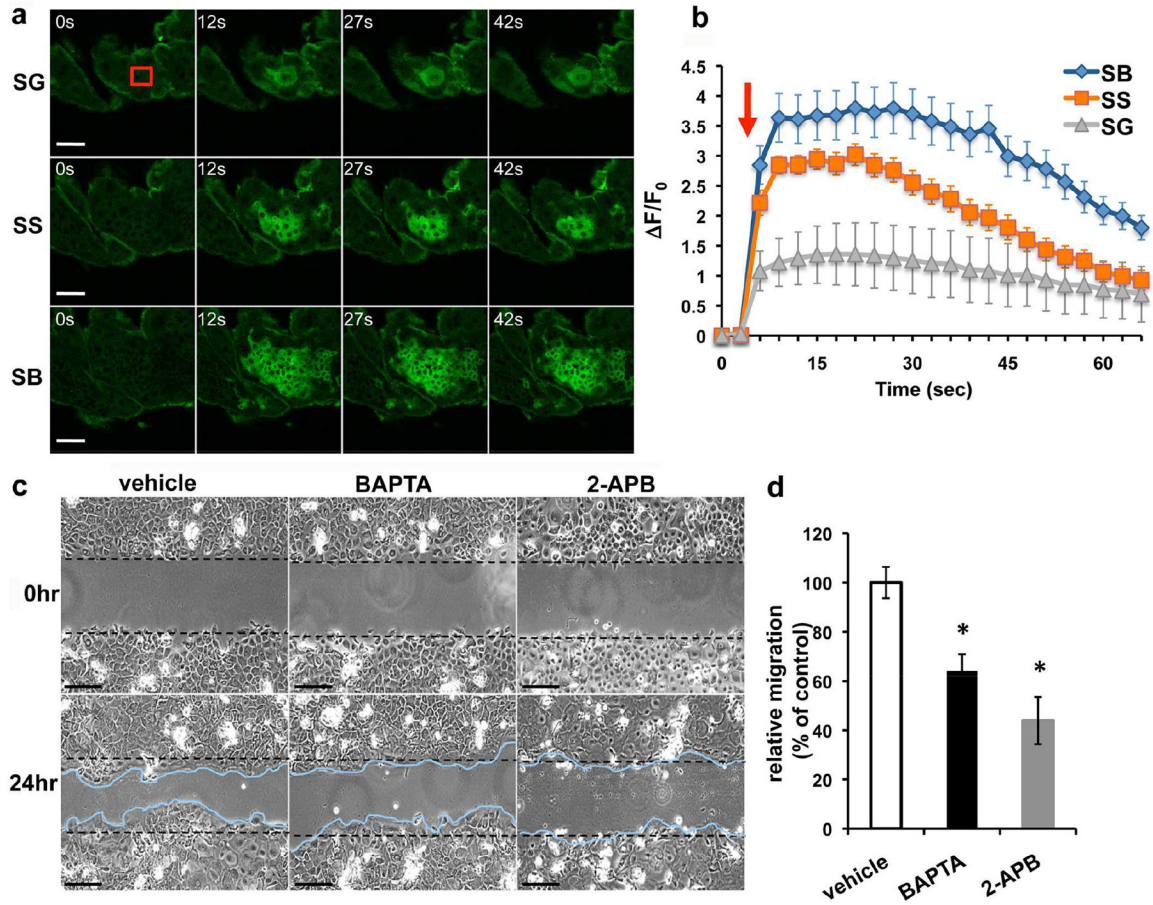 a
0s 12s 27s 42s
SG
0s 12s 27s 42s
SS
0s 12s 27s 42s
SB
b
4.5
4
3.5
3
2.5
2
1.5
1
0.5
0
ΔF/F0
0 15 30 45 60
Time (sec)
SB
SS
SG
c
vehicle BAPTA 2-APB
0hr
24hr
d
120
100
80
60
40
20
0
relative migration
(% of control)
* *
vehicle BAPTA 2-APB